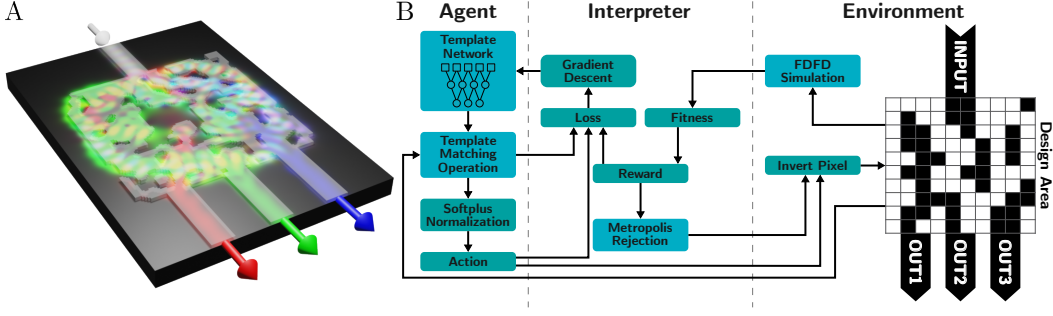 A
B
Agent
Interpreter
Environment
Template
Network
Gradient
Descent
FDFD
Simulation
INPUT
Loss
Fitness
Template
Matching
Operation
Invert Pixel
Design Area
Reward
Softplus
Normalization
Metropolis
Rejection
Action
OUT1
OUT2
OUT3